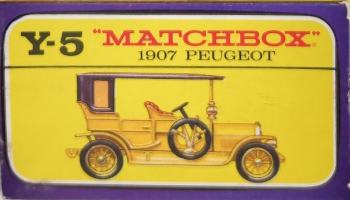 Y-5 "MATCHBOX"
1907 PEUGEOT